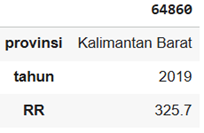 64860
provinsi Kalimantan Barat
tahun 2019
RR 325.7